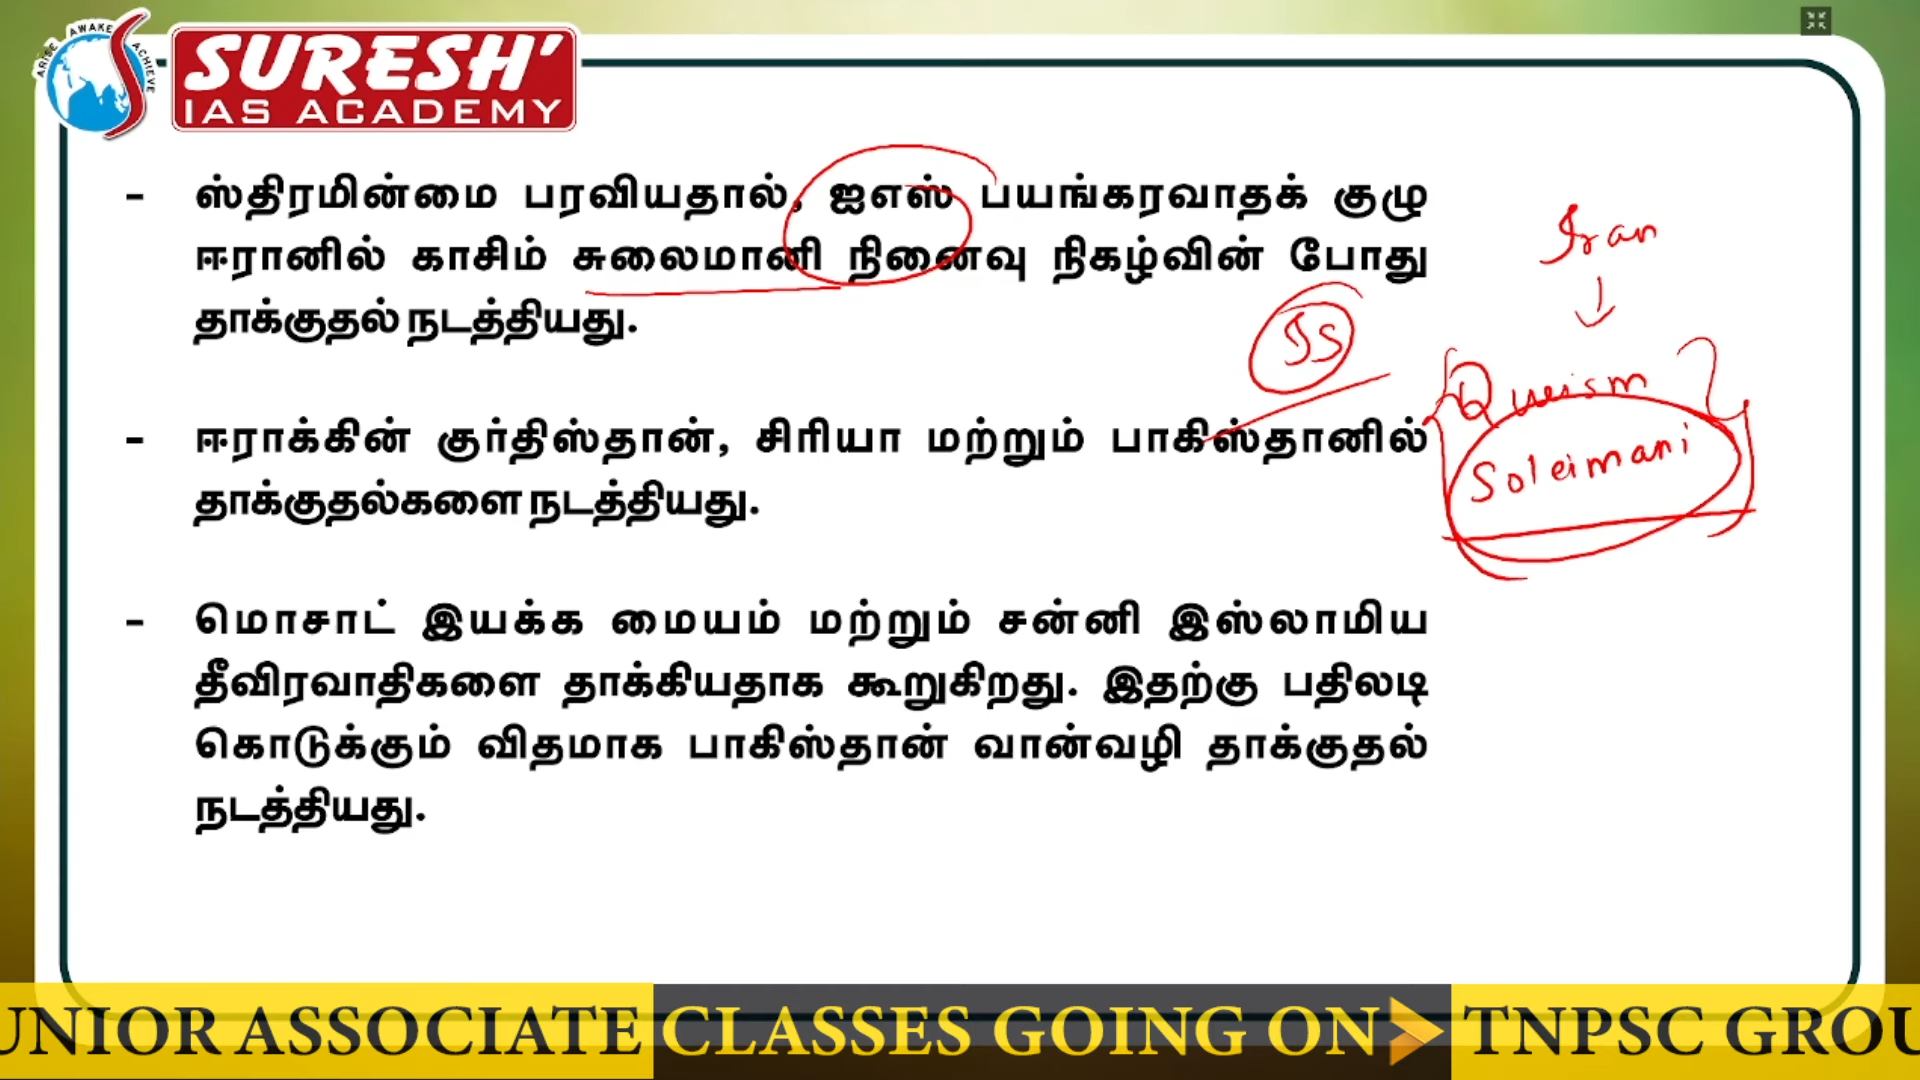 ARISE AWAKE ACHIEVE
SURESH'
IAS ACADEMY
- ஸ்திரமின்மை பரவியதால், ஐஎஸ் பயங்கரவாதக் குழு
ஈரானில் காசிம் சுலைமானி நினைவு நிகழ்வின் போது
தாக்குதல் நடத்தியது.
Iran
IS
Soleimani
- ஈராக்கின் குர்திஸ்தான், சிரியா மற்றும் பாகிஸ்தானில்
தாக்குதல்களை நடத்தியது.
- மொசாட் இயக்க மையம் மற்றும் சன்னி இஸ்லாமிய
தீவிரவாதிகளை தாக்கியதாக கூறுகிறது. இதற்கு பதிலடி
கொடுக்கும் விதமாக பாகிஸ்தான் வான்வழி தாக்குதல்
நடத்தியது.
UNIOR ASSOCIATE CLASSES GOING ON TNPSC GROU